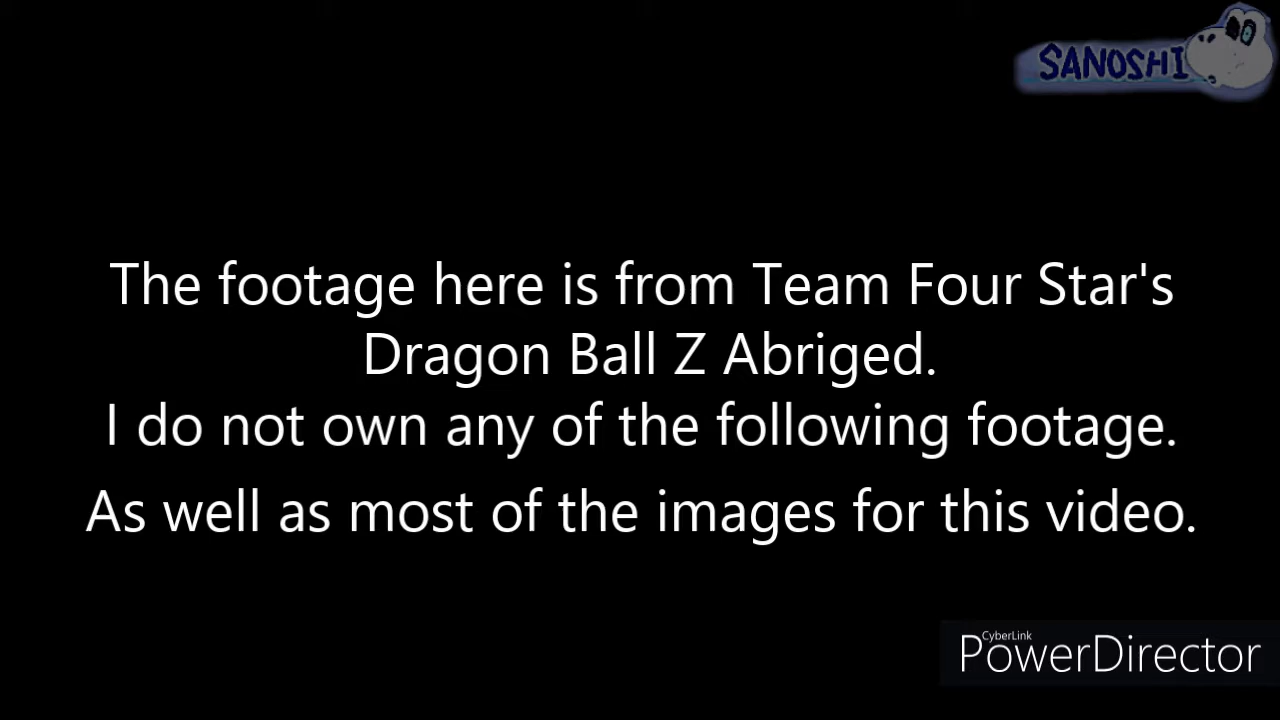 SANOSHI
The footage here is from Team Four Star's
Dragon Ball Z Abriged.
I do not own any of the following footage.
As well as most of the images for this video.
CyberLink
PowerDirector